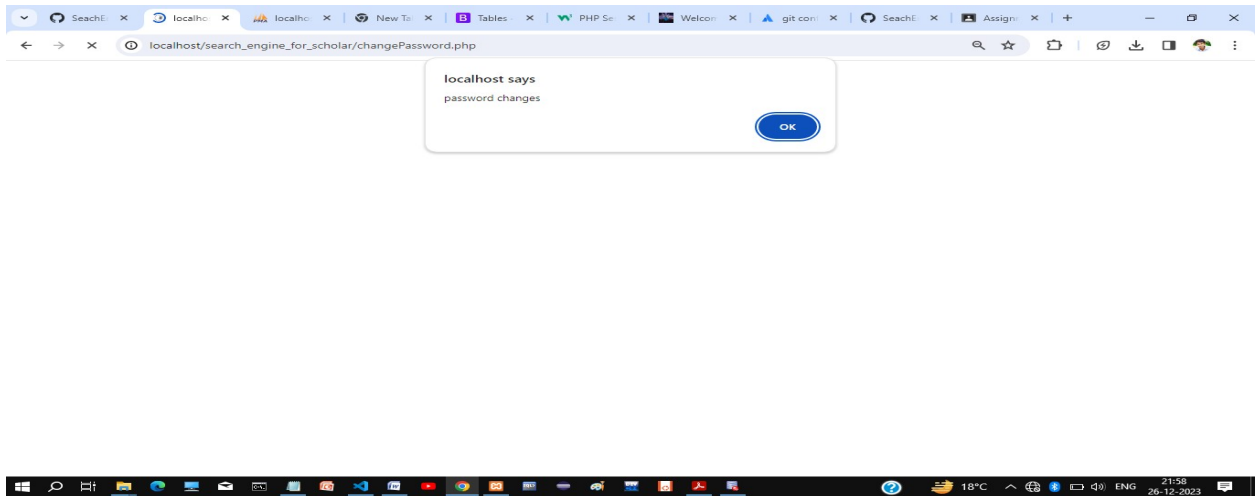 SeachE
localho
localho
New Ta
Tables -
PHP Se
Welcon
git cont
SeachE
Assign
localhost/search_engine_for_scholar/changePassword.php
localhost says
password changes
OK
18°C
ENG
21:58
26-12-2023